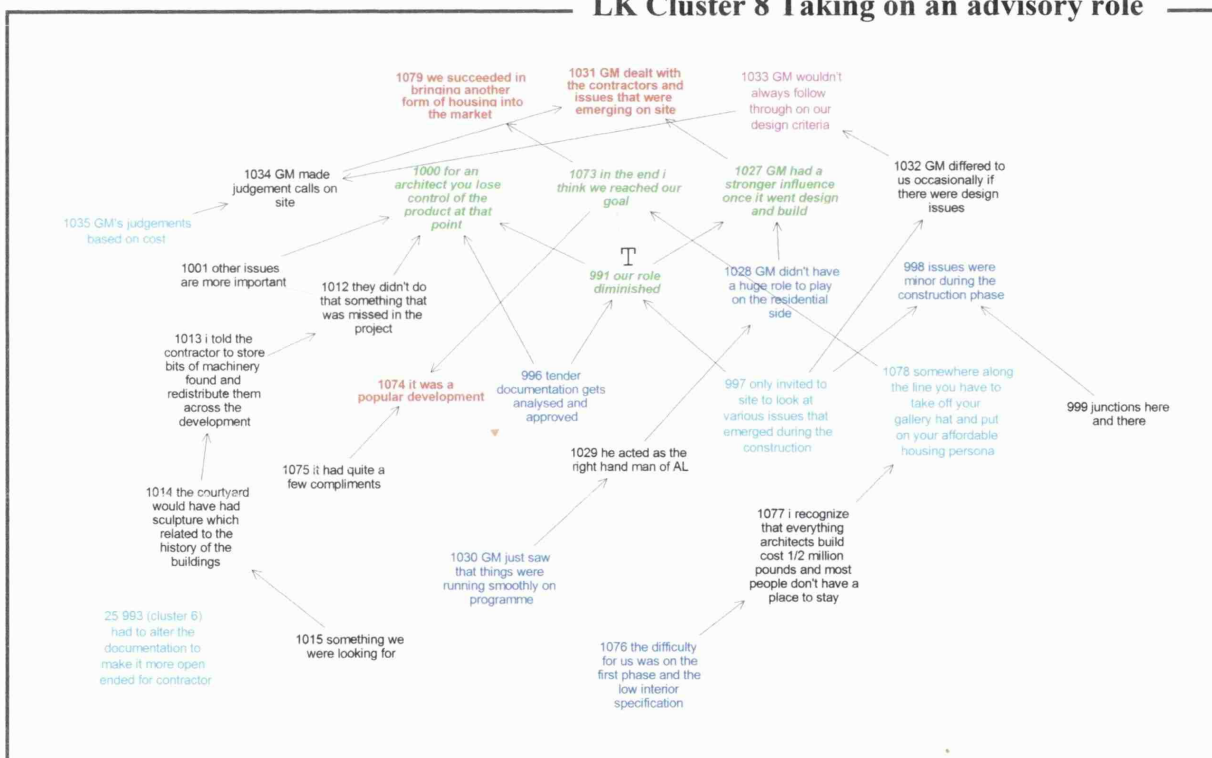 LK Cluster 8 Taking on an advisory role
1079 we succeeded in
bringing another
form of housing into
the market
1031 GM dealt with
the contractors and
issues that were
emerging on site
1033 GM wouldn't
always follow
through on our
design criteria
1034 GM made
judgement calls on
site
1000 for an
architect you lose
control of the
product at that
point
1073 in the end i
think we reached our
goal
1027 GM had a
stronger influence
once it went design
and build
1032 GM differed to
us occasionally if
there were design
issues
1035 GM's judgements
based on cost
1001 other issues
are more important
1012 they didn't do
that something that
was missed in the
project
T
991 our role
diminished
1028 GM didn't have
a huge role to play
on the residential
side
998 issues were
minor during the
construction phase
1013 i told the
contractor to store
bits of machinery
found and
redistribute them
across the
development
1074 it was a
popular development
996 tender
documentation gets
analysed and
approved
997 only invited to
site to look at
various issues that
emerged during the
construction
1078 somewhere along
the line you have to
take off your
gallery hat and put
on your affordable
housing persona
999 junctions here
and there
1075 it had quite a
few compliments
1029 he acted as the
right hand man of AL
1014 the courtyard
would have had
sculpture which
related to the
history of the
buildings
1077 i recognize
that everything
architects build
cost 1/2 million
pounds and most
people don't have a
place to stay
1030 GM just saw
that things were
running smoothly on
programme
25 993 (cluster 6)
had to alter the
documentation to
make it more open
ended for contractor
1015 something we
were looking for
1076 the difficulty
for us was on the
first phase and the
low interior
specification